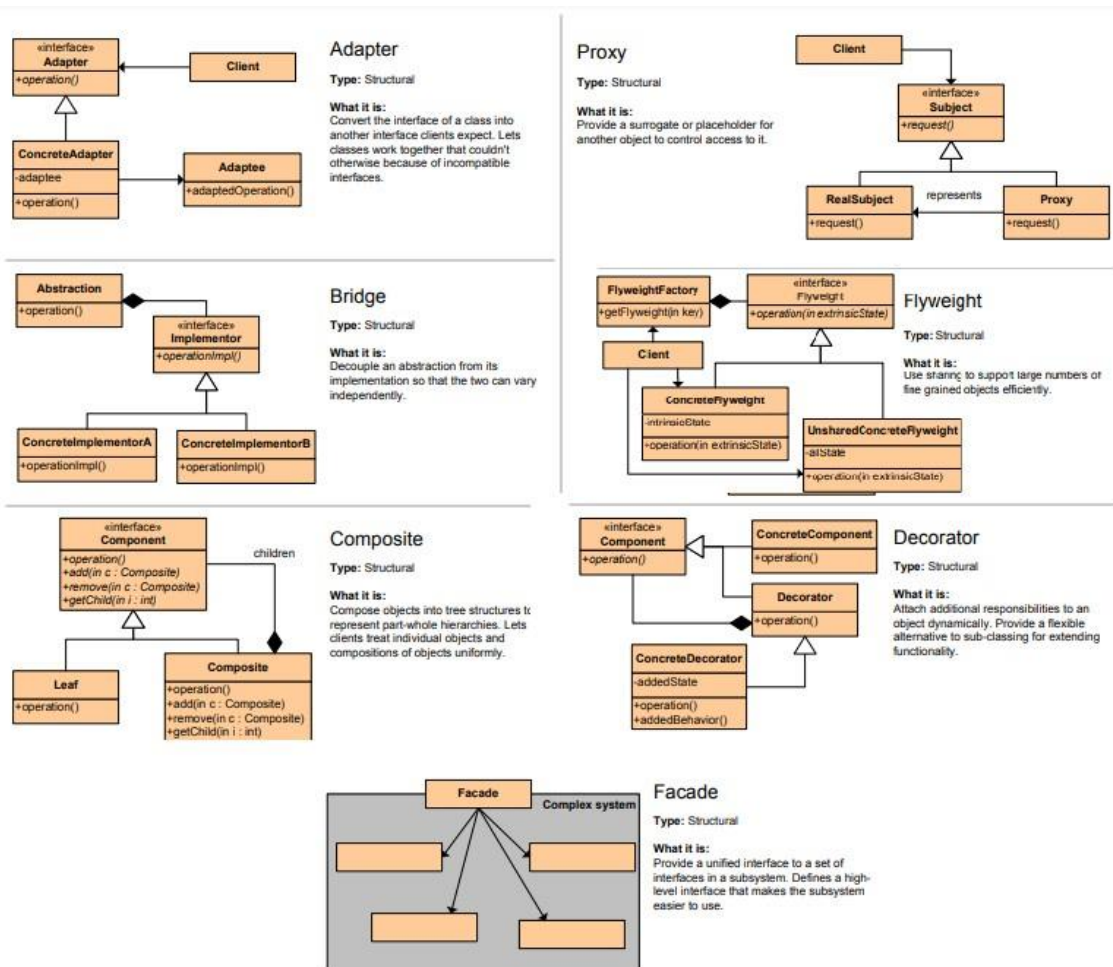 «interface»
Adapter
+operation()
Client
ConcreteAdapter
-adaptee
+operation()
Adaptee
+adaptedOperation()
Adapter
Type: Structural
What it is:
Convert the interface of a class into
another interface clients expect. Lets
classes work together that couldn't
otherwise because of incompatible
interfaces.
Proxy
Type: Structural
What it is:
Provide a surrogate or placeholder for
another object to control access to it.
Client
«interface»
Subject
+request()
RealSubject
+request()
represents
Proxy
+request()
Abstraction
+operation()
«interface»
Implementor
+operationImpl()
ConcreteImplementorA
+operationImpl()
ConcreteImplementorB
+operationImpl()
Bridge
Type: Structural
What it is:
Decouple an abstraction from its
implementation so that the two can vary
independently.
FlyweightFactory
+getFlyweight(in key)
«interface»
Flyweight
+operation(in extrinsicState)
Client
ConcreteFlyweight
-intrinsicState
+operation(in extrinsicState)
UnsharedConcreteFlyweight
-allState
+operation(in extrinsicState)
Flyweight
Type: Structural
What it is:
Use sharing to support large numbers of
fine grained objects efficiently.
«interface»
Component
+operation()
+add(in c : Composite)
+remove(in c : Composite)
+getChild(in i : int)
children
Leaf
+operation()
Composite
+operation()
+add(in c : Composite)
+remove(in c : Composite)
+getChild(in i : int)
Composite
Type: Structural
What it is:
Compose objects into tree structures to
represent part-whole hierarchies. Lets
clients treat individual objects and
compositions of objects uniformly.
«interface»
Component
+operation()
ConcreteComponent
+operation()
Decorator
+operation()
ConcreteDecorator
-addedState
+operation()
+addedBehavior()
Decorator
Type: Structural
What it is:
Attach additional responsibilities to an
object dynamically. Provide a flexible
alternative to sub-classing for extending
functionality.
Facade
Complex system
Facade
Type: Structural
What it is:
Provide a unified interface to a set of
interfaces in a subsystem. Defines a high-
level interface that makes the subsystem
easier to use.